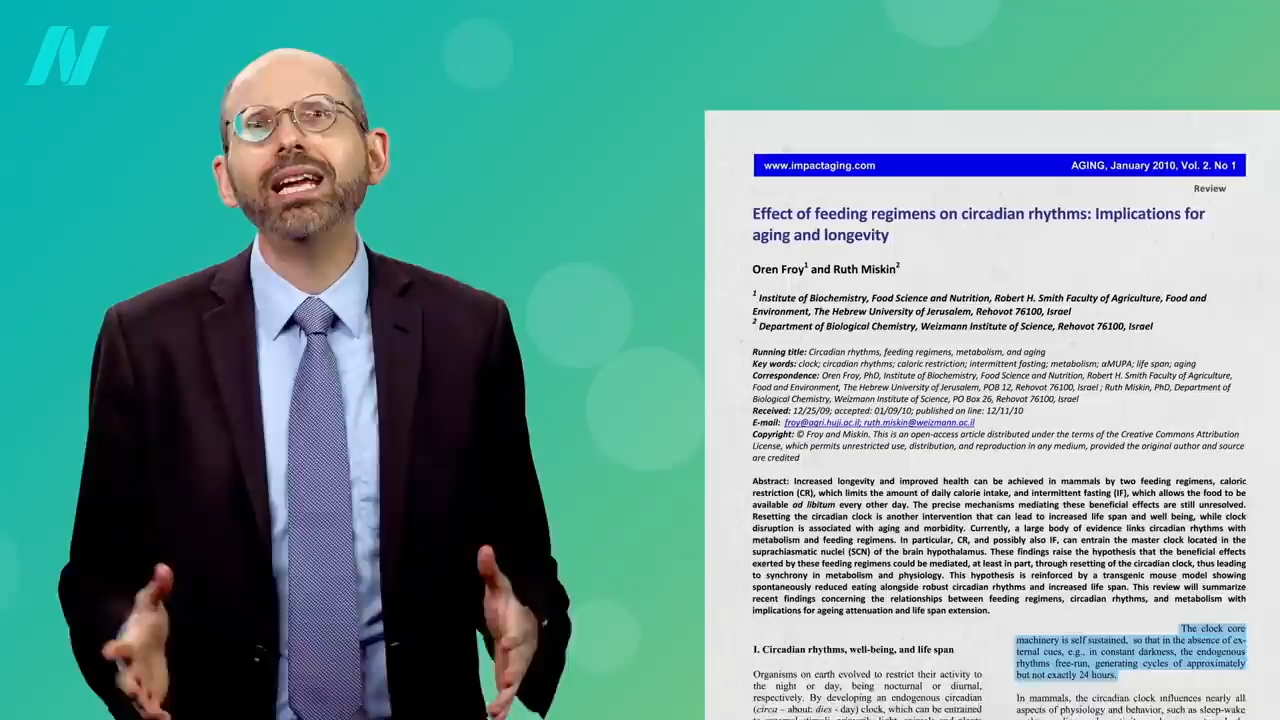 www.impactaging.com AGING, January 2010, Vol. 2. No 1
Review
Effect of feeding regimens on circadian rhythms: Implications for
aging and longevity
Oren Froy1 and Ruth Miskin2
1 Institute of Biochemistry, Food Science and Nutrition, Robert H. Smith Faculty of Agriculture, Food and
Environment, The Hebrew University of Jerusalem, Rehovot 76100, Israel
2 Department of Biological Chemistry, Weizmann Institute of Science, Rehovot 76100, Israel
Running title: Circadian rhythms, feeding regimens, metabolism, and aging
Key words: clock; circadian rhythms; caloric restriction; intermittent fasting; metabolism; αMUPA; life span; aging
Correspondence: Oren Froy, PhD, Institute of Biochemistry, Food Science and Nutrition, Robert H. Smith Faculty of Agriculture,
Food and Environment, The Hebrew University of Jerusalem, POB 12, Rehovot 76100, Israel ; Ruth Miskin, PhD, Department of
Biological Chemistry, Weizmann Institute of Science, PO Box 26, Rehovot 76100, Israel
Received: 12/25/09; accepted: 01/09/10; published on line: 12/11/10
E-mail: froy@agri.huji.ac.il; ruth.miskin@weizmann.ac.il
Copyright: © Froy and Miskin. This is an open-access article distributed under the terms of the Creative Commons Attribution
License, which permits unrestricted use, distribution, and reproduction in any medium, provided the original author and source
are credited
Abstract: Increased longevity and improved health can be achieved in mammals by two feeding regimens, caloric
restriction (CR), which limits the amount of daily calorie intake, and intermittent fasting (IF), which allows the food to be
available ad libitum every other day. The precise mechanisms mediating these beneficial effects are still unresolved.
Resetting the circadian clock is another intervention that can lead to increased life span and well being, while clock
disruption is associated with aging and morbidity. Currently, a large body of evidence links circadian rhythms with
metabolism and feeding regimens. In particular, CR, and possibly also IF, can entrain the master clock located in the
suprachiasmatic nuclei (SCN) of the brain hypothalamus. These findings raise the hypothesis that the beneficial effects
exerted by these feeding regimens could be mediated, at least in part, through resetting of the circadian clock, thus leading
to synchrony in metabolism and physiology. This hypothesis is reinforced by a transgenic mouse model showing
spontaneously reduced eating alongside robust circadian rhythms and increased life span. This review will summarize
recent findings concerning the relationships between feeding regimens, circadian rhythms, and metabolism with
implications for ageing attenuation and life span extension.
I. Circadian rhythms, well-being, and life span
Organisms on earth evolved to restrict their activity to
the night or day, being nocturnal or diurnal,
respectively. By developing an endogenous circadian
(circa – about; dies - day) clock, which can be entrained
The clock core
machinery is self sustained, so that in the absence of ex-
ternal cues, e.g., in constant darkness, the endogenous
rhythms free-run, generating cycles of approximately
but not exactly 24 hours.
In mammals, the circadian clock influences nearly all
aspects of physiology and behavior, such as sleep-wake